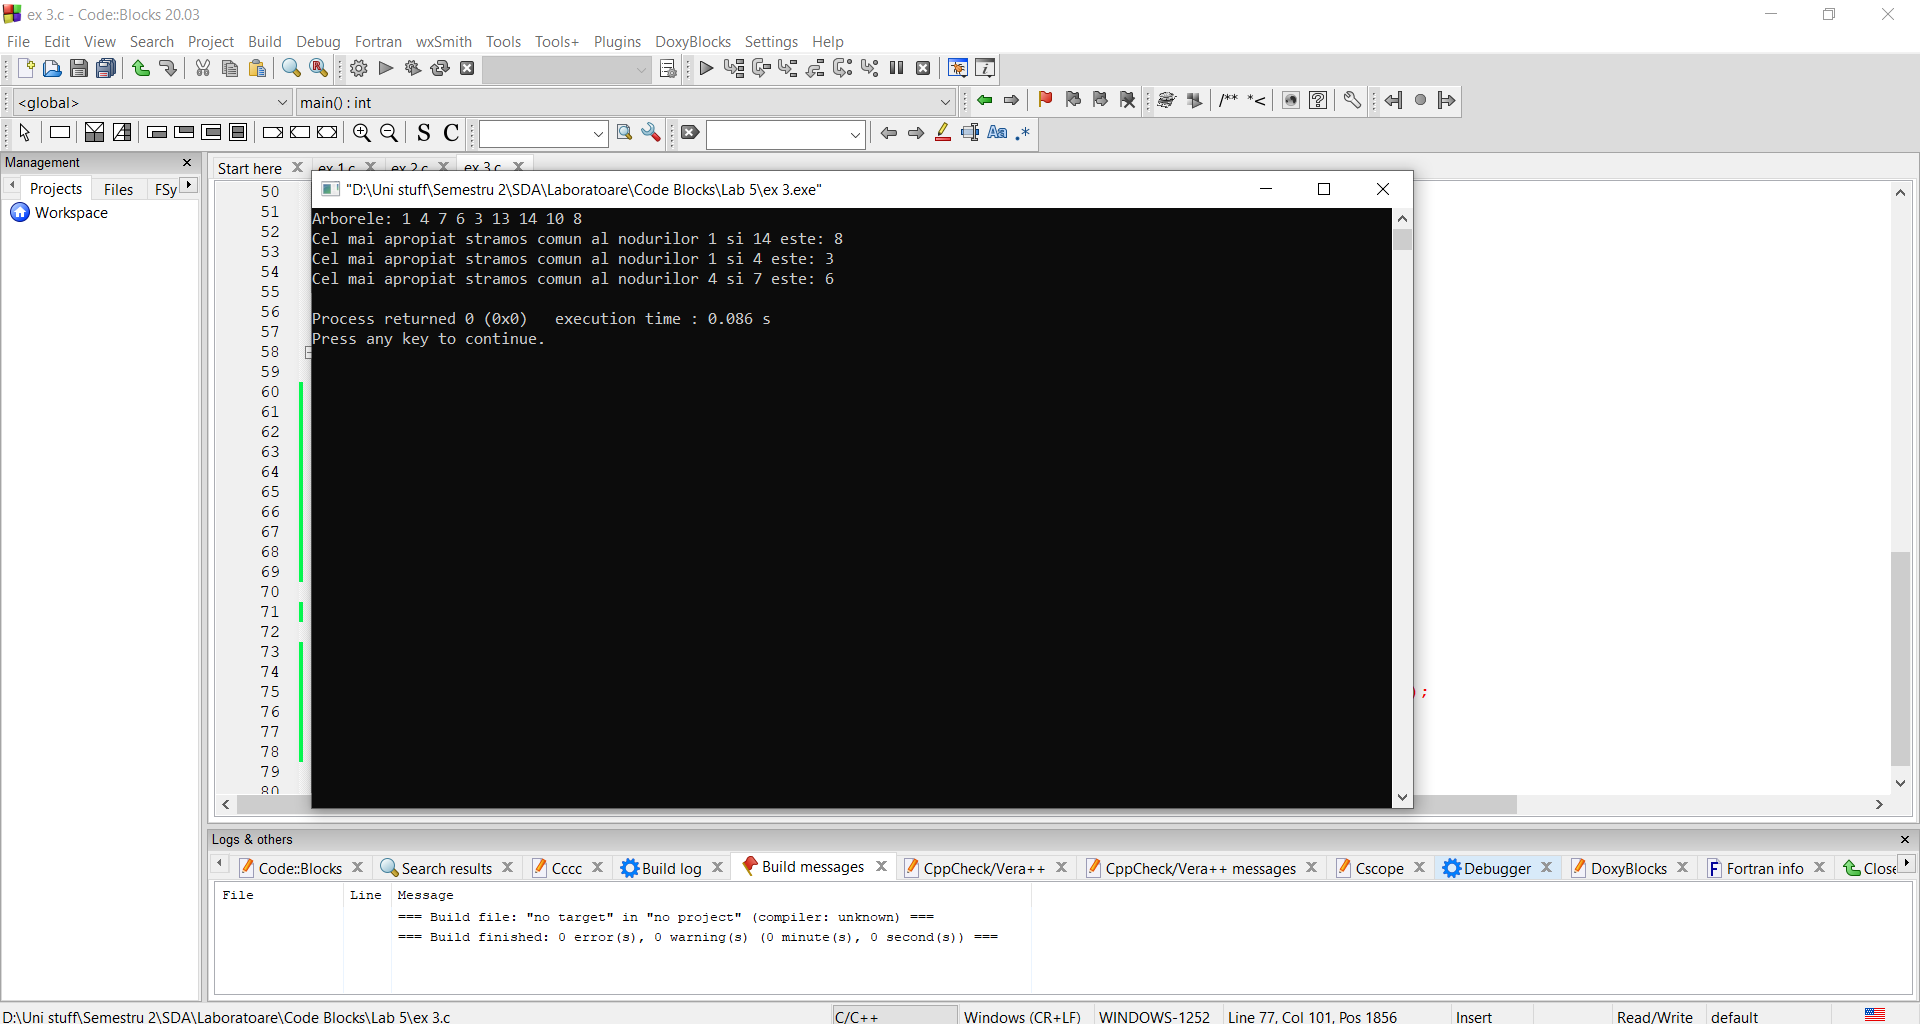 ex 3.c - Code::Blocks 20.03
File Edit View Search Project Build Debug Fortran wxSmith Tools Tools+ Plugins DoxyBlocks Settings Help
<global> main() : int
/** *<
S C Aa .*
Management
Projects Files FSy
Workspace
Start here ex 1.c ex 2.c ex 3.c
"D:\Uni stuff\Semestru 2\SDA\Laboratoare\Code Blocks\Lab 5\ex 3.exe"
Arborele: 1 4 7 6 3 13 14 10 8
Cel mai apropiat stramos comun al nodurilor 1 si 14 este: 8
Cel mai apropiat stramos comun al nodurilor 1 si 4 este: 3
Cel mai apropiat stramos comun al nodurilor 4 si 7 este: 6
Process returned 0 (0x0)   execution time : 0.086 s
Press any key to continue.
50
51
52
53
54
55
56
57
58
59
60
61
62
63
64
65
66
67
68
69
70
71
72
73
74
75 );
76
77
78
79
80
Logs & others
Code::Blocks Search results Cccc Build log Build messages CppCheck/Vera++ CppCheck/Vera++ messages Cscope Debugger DoxyBlocks Fortran info Close
File Line Message
=== Build file: "no target" in "no project" (compiler: unknown) ===
=== Build finished: 0 error(s), 0 warning(s) (0 minute(s), 0 second(s)) ===
D:\Uni stuff\Semestru 2\SDA\Laboratoare\Code Blocks\Lab 5\ex 3.c C/C++ Windows (CR+LF) WINDOWS-1252 Line 77, Col 101, Pos 1856 Insert Read/Write default